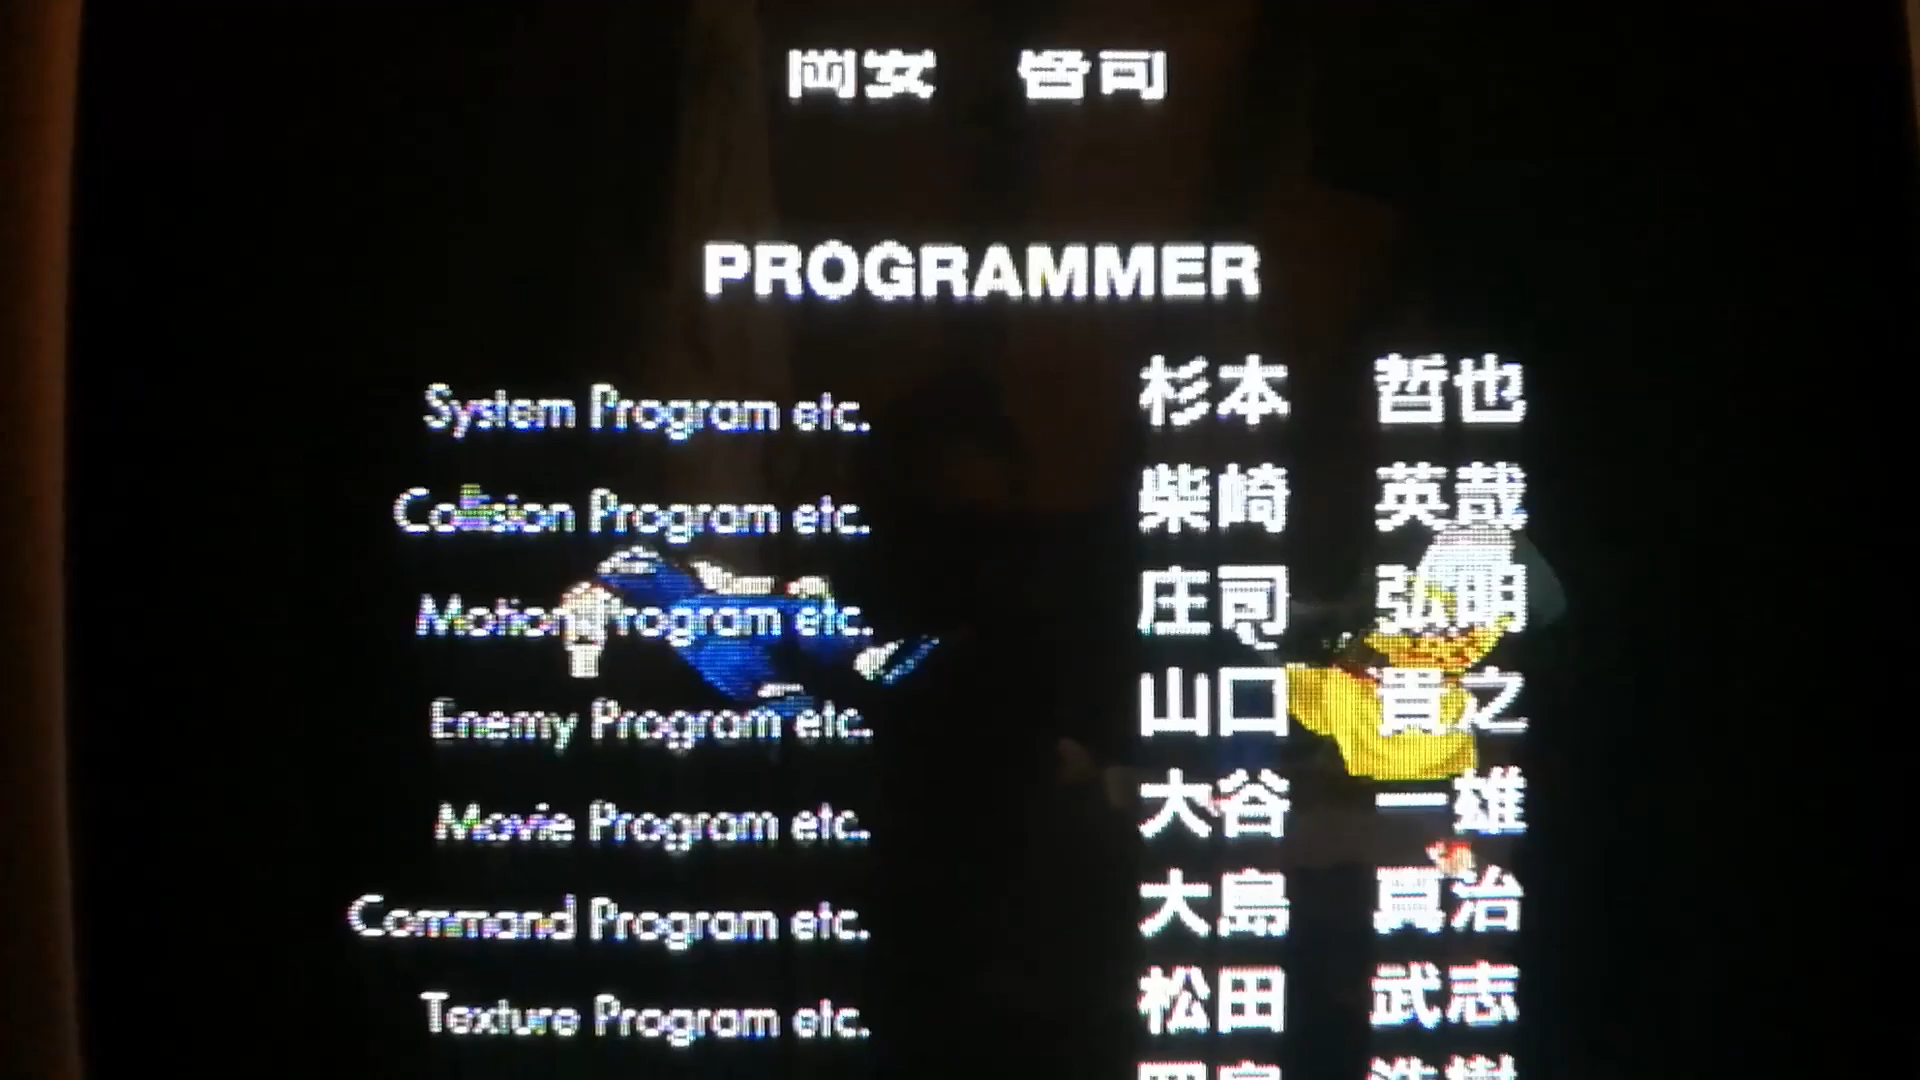 岡安 啓司
PROGRAMMER
System Program etc. 杉本 哲也
Collision Program etc. 柴崎 英哉
Motion Program etc. 庄司 弘明
Enemy Program etc. 山口 貴之
Movie Program etc. 大谷 一雄
Command Program etc. 大島 真治
Texture Program etc. 松田 武志